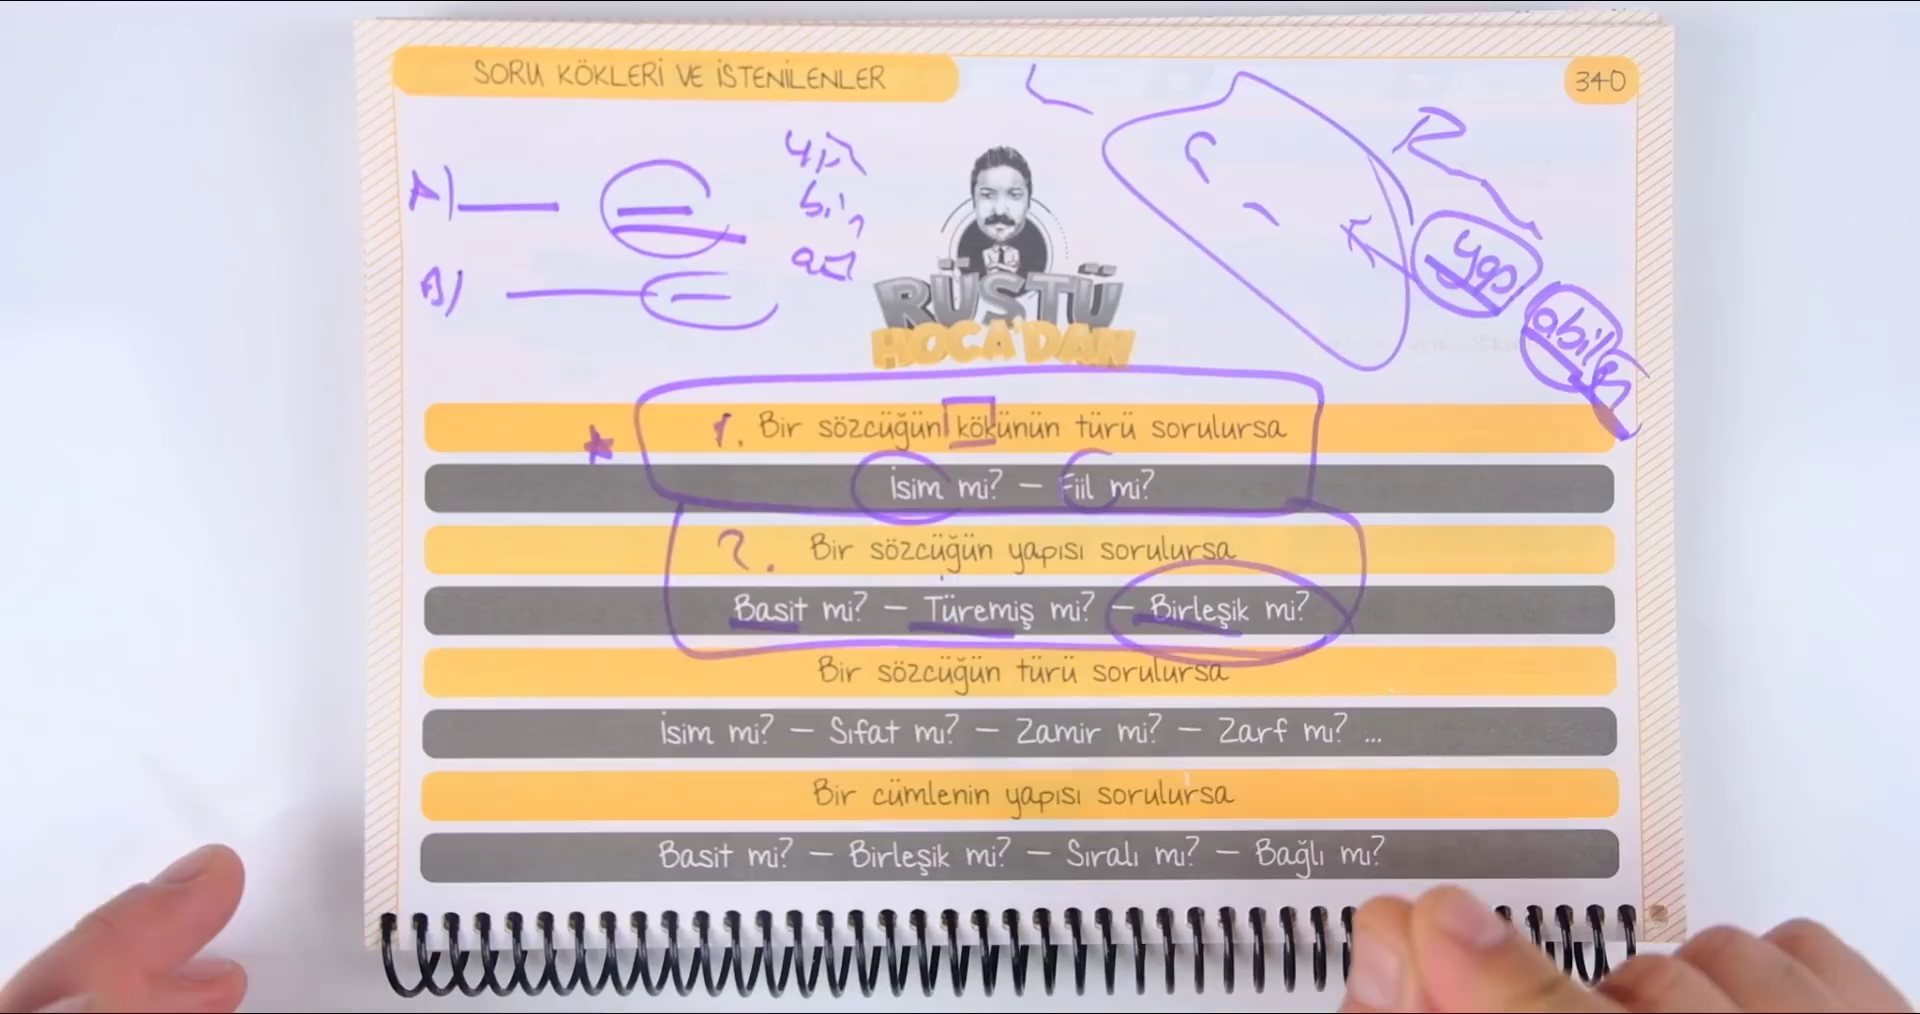 SORU KÖKLERİ VE İSTENİLENLER
340
A)
B)
RÜŞTÜ
HOCA'DAN
yap
abilen
1. Bir sözcüğün kökünün türü sorulursa
İsim mi? – Fiil mi?
2. Bir sözcüğün yapısı sorulursa
Basit mi? – Türemiş mi? – Birleşik mi?
Bir sözcüğün türü sorulursa
İsim mi? – Sıfat mı? – Zamir mi? – Zarf mı? ...
Bir cümlenin yapısı sorulursa
Basit mi? – Birleşik mi? – Sıralı mı? – Bağlı mı?